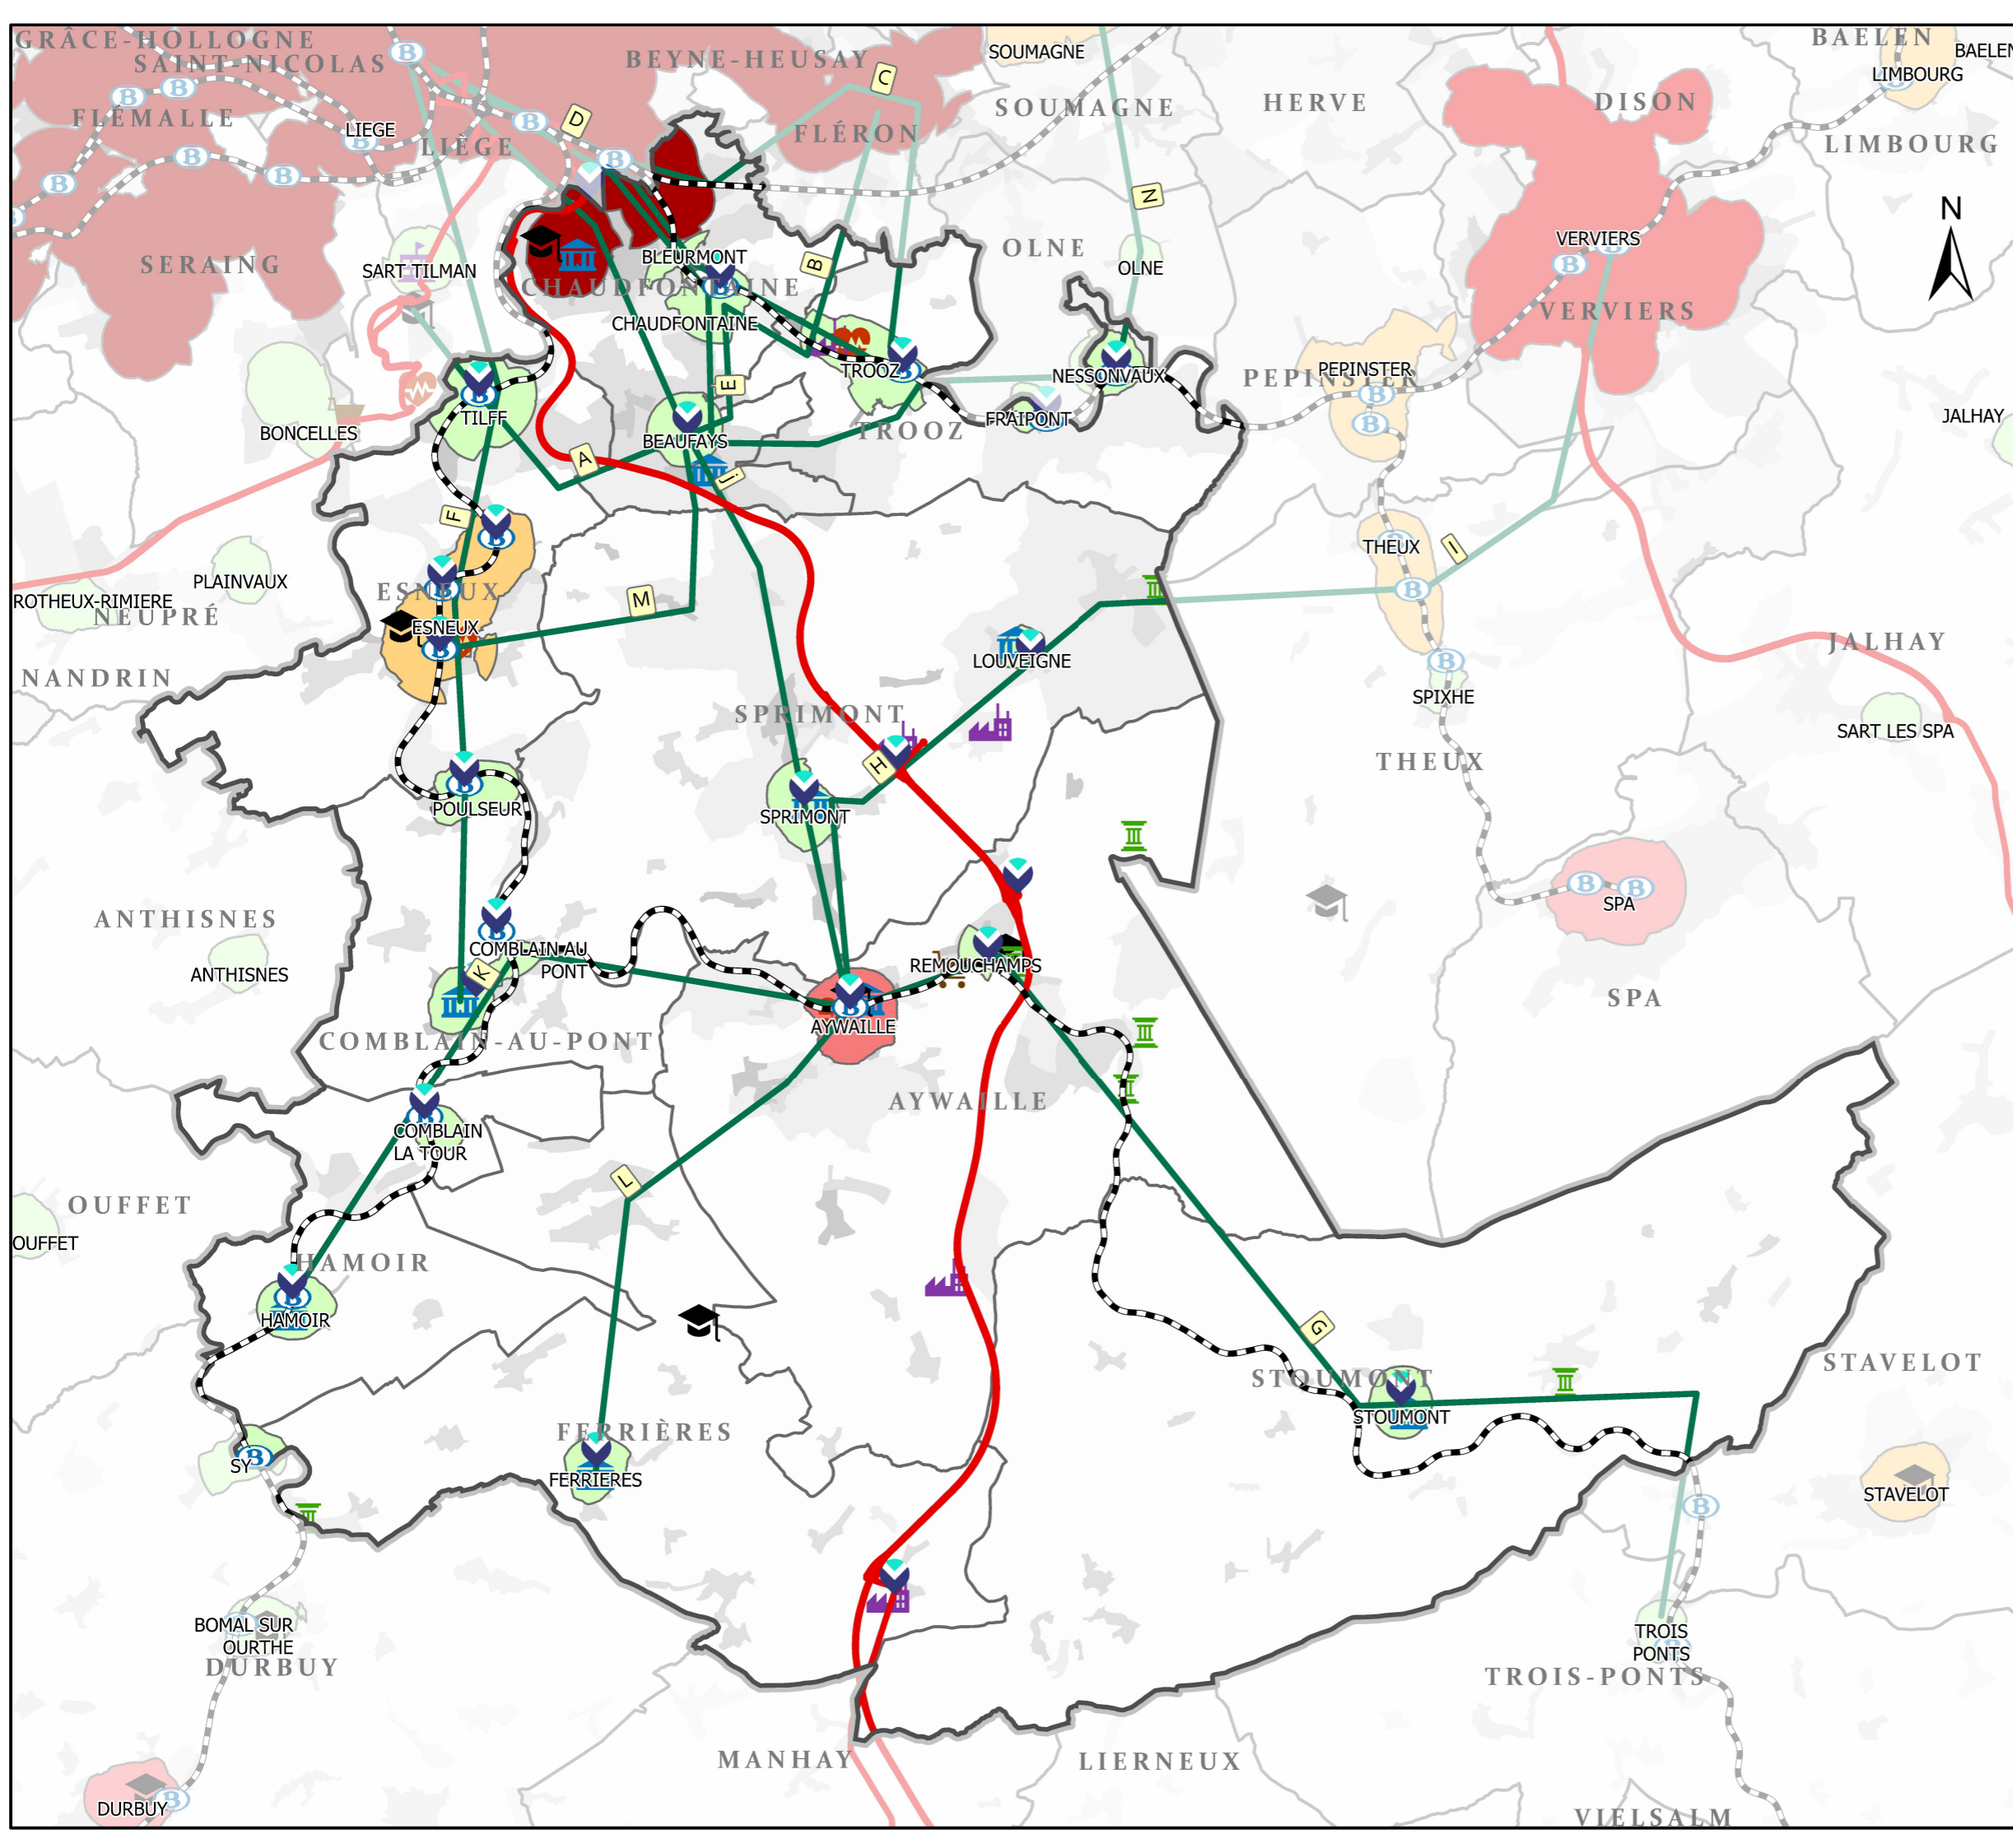 GRÂCE-HOLLOGNE
SAINT-NICOLAS
BEYNE-HEUSAY
SOUMAGNE
BAELEN
BAELEN
LIMBOURG
B
C
FLÉMALLE
LIEGE
LIÈGE
D
FLÉRON
SOUMAGNE
HERVE
DISON
LIMBOURG
N
N
SERAING
SART TILMAN
BLEURMONT
CHAUDFONTAINE
CHAUDFONTAINE
B
OLNE
OLNE
VERVIERS
VERVIERS
TROOZ
NESSONVAUX
PEPINSTER
PEPINSTER
E
TILFF
BONCELLES
BEAUFAYS
TROOZ
FRAIPONT
JALHAY
A
J
F
PLAINVAUX
ESNEUX
ROTHEUX-RIMIERE
NEUPRÉ
ESNEUX
M
THEUX
I
NANDRIN
LOUVEIGNE
SPIXHE
JALHAY
SPRIMONT
SART LES SPA
H
THEUX
POULSEUR
SPRIMONT
ANTHISNES
ANTHISNES
COMBLAIN AU
PONT
K
REMOUCHAMPS
SPA
SPA
AYWAILLE
COMBLAIN-AU-PONT
AYWAILLE
COMBLAIN
LA TOUR
L
OUFFET
OUFFET
HAMOIR
HAMOIR
G
STOUMONT
STOUMONT
STAVELOT
FERRIÈRES
SY
FERRIERES
STAVELOT
BOMAL SUR
OURTHE
DURBUY
TROIS
PONTS
TROIS-PONTS
MANHAY
LIERNEUX
DURBUY
VIELSALM